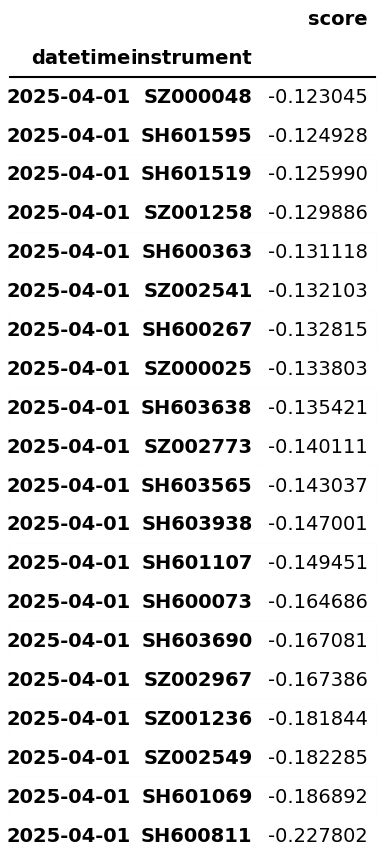 score
datetime instrument
2025-04-01 SZ000048 -0.123045
2025-04-01 SH601595 -0.124928
2025-04-01 SH601519 -0.125990
2025-04-01 SZ001258 -0.129886
2025-04-01 SH600363 -0.131118
2025-04-01 SZ002541 -0.132103
2025-04-01 SH600267 -0.132815
2025-04-01 SZ000025 -0.133803
2025-04-01 SH603638 -0.135421
2025-04-01 SZ002773 -0.140111
2025-04-01 SH603565 -0.143037
2025-04-01 SH603938 -0.147001
2025-04-01 SH601107 -0.149451
2025-04-01 SH600073 -0.164686
2025-04-01 SH603690 -0.167081
2025-04-01 SZ002967 -0.167386
2025-04-01 SZ001236 -0.181844
2025-04-01 SZ002549 -0.182285
2025-04-01 SH601069 -0.186892
2025-04-01 SH600811 -0.227802